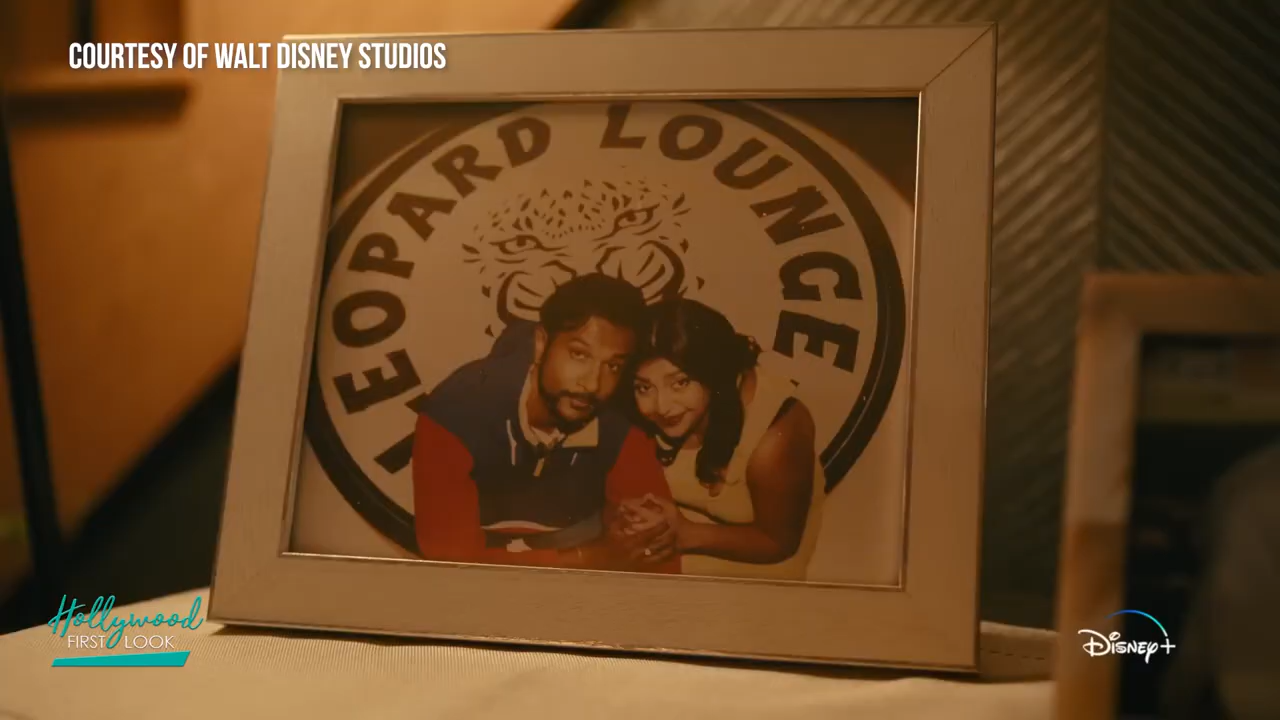 COURTESY OF WALT DISNEY STUDIOS
LEOPARD LOUNGE
Hollywood
FIRST LOOK
Disney+